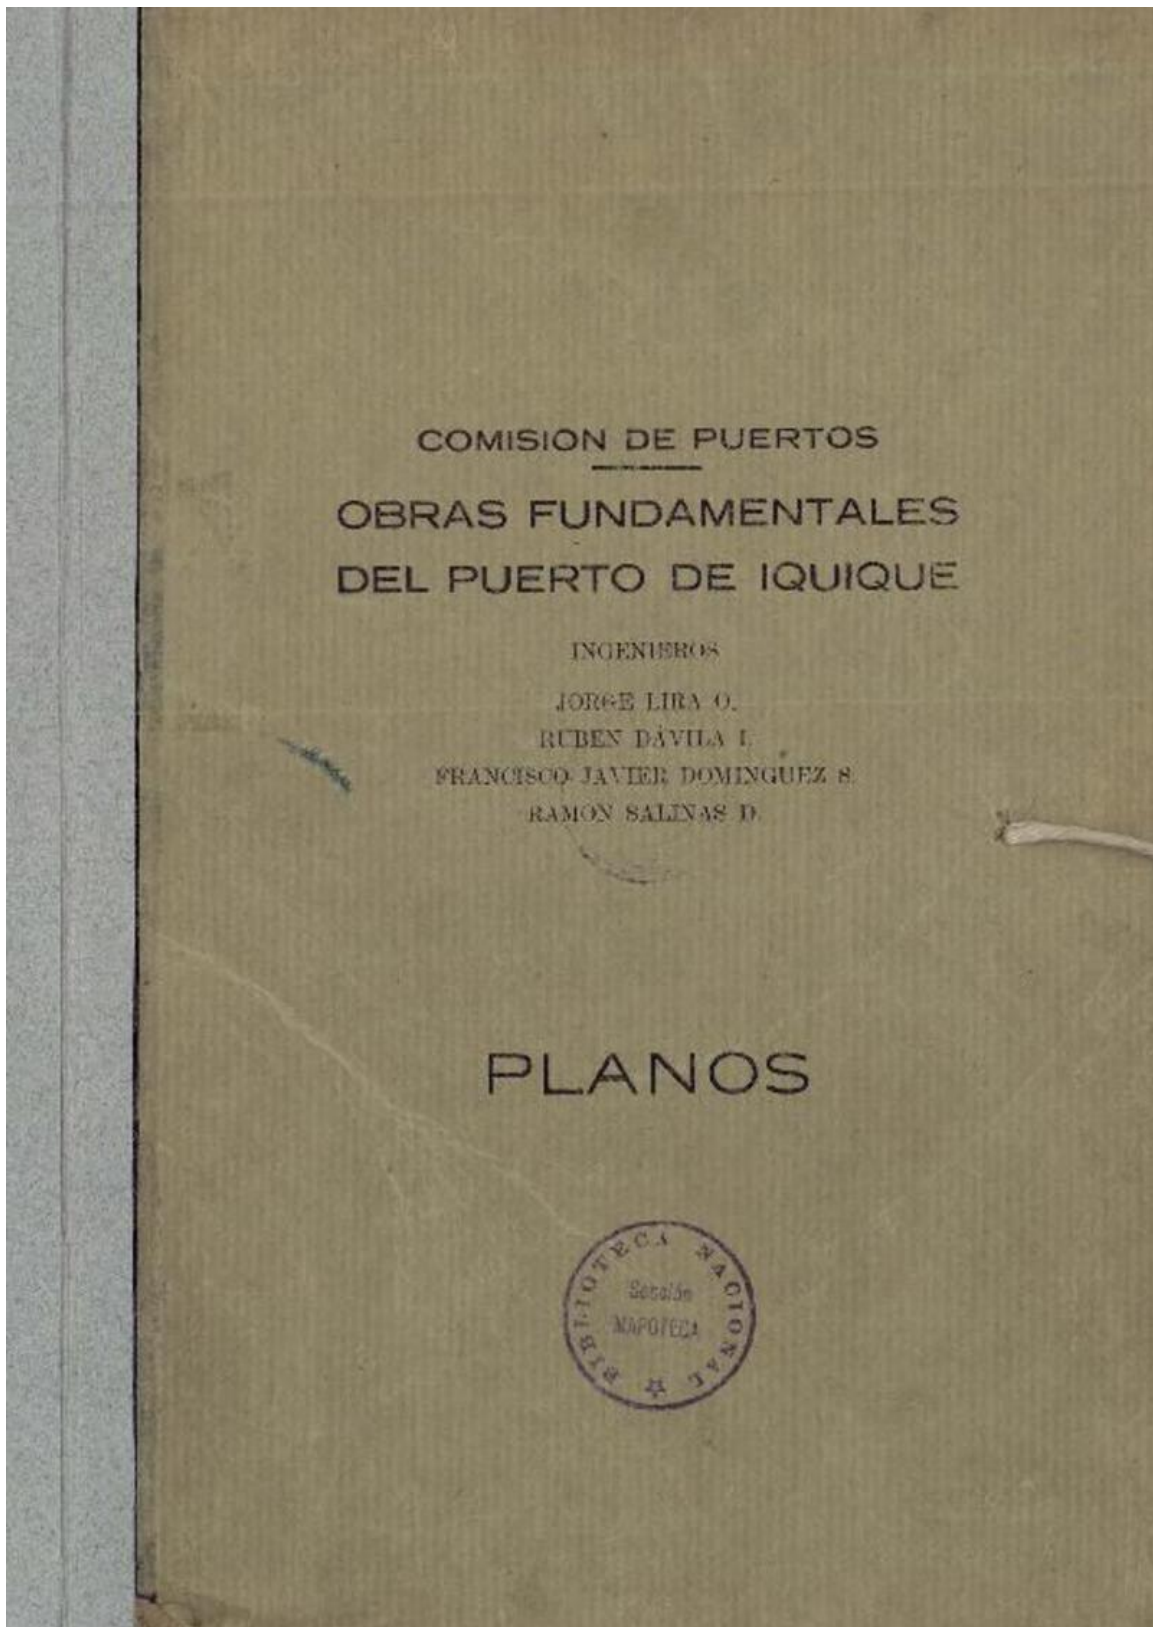 COMISION DE PUERTOS
OBRAS FUNDAMENTALES
DEL PUERTO DE IQUIQUE
INGENIEROS
JORGE LIRA O.
RUBEN DÁVILA I.
FRANCISCO JAVIER DOMINGUEZ S.
RAMON SALINAS D.
PLANOS
BIBLIOTECA NACIONAL
Sección
MAPOTECA